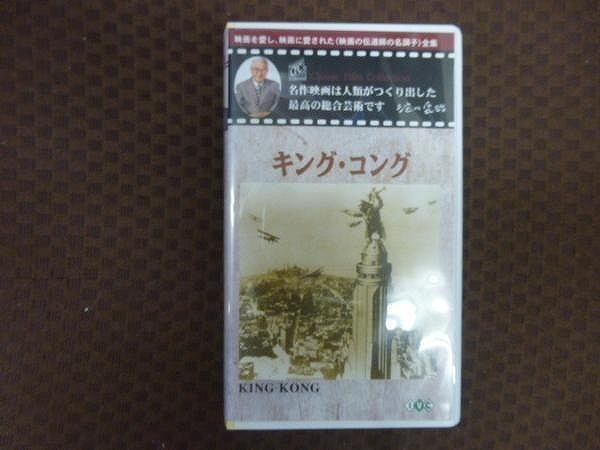 映画を愛し、映画に愛された〈映画の伝道師の名調子〉全集
Classic Film Collection
名作映画は人類がつくり出した
最高の総合芸術です
キング・コング
KING KONG
IVC